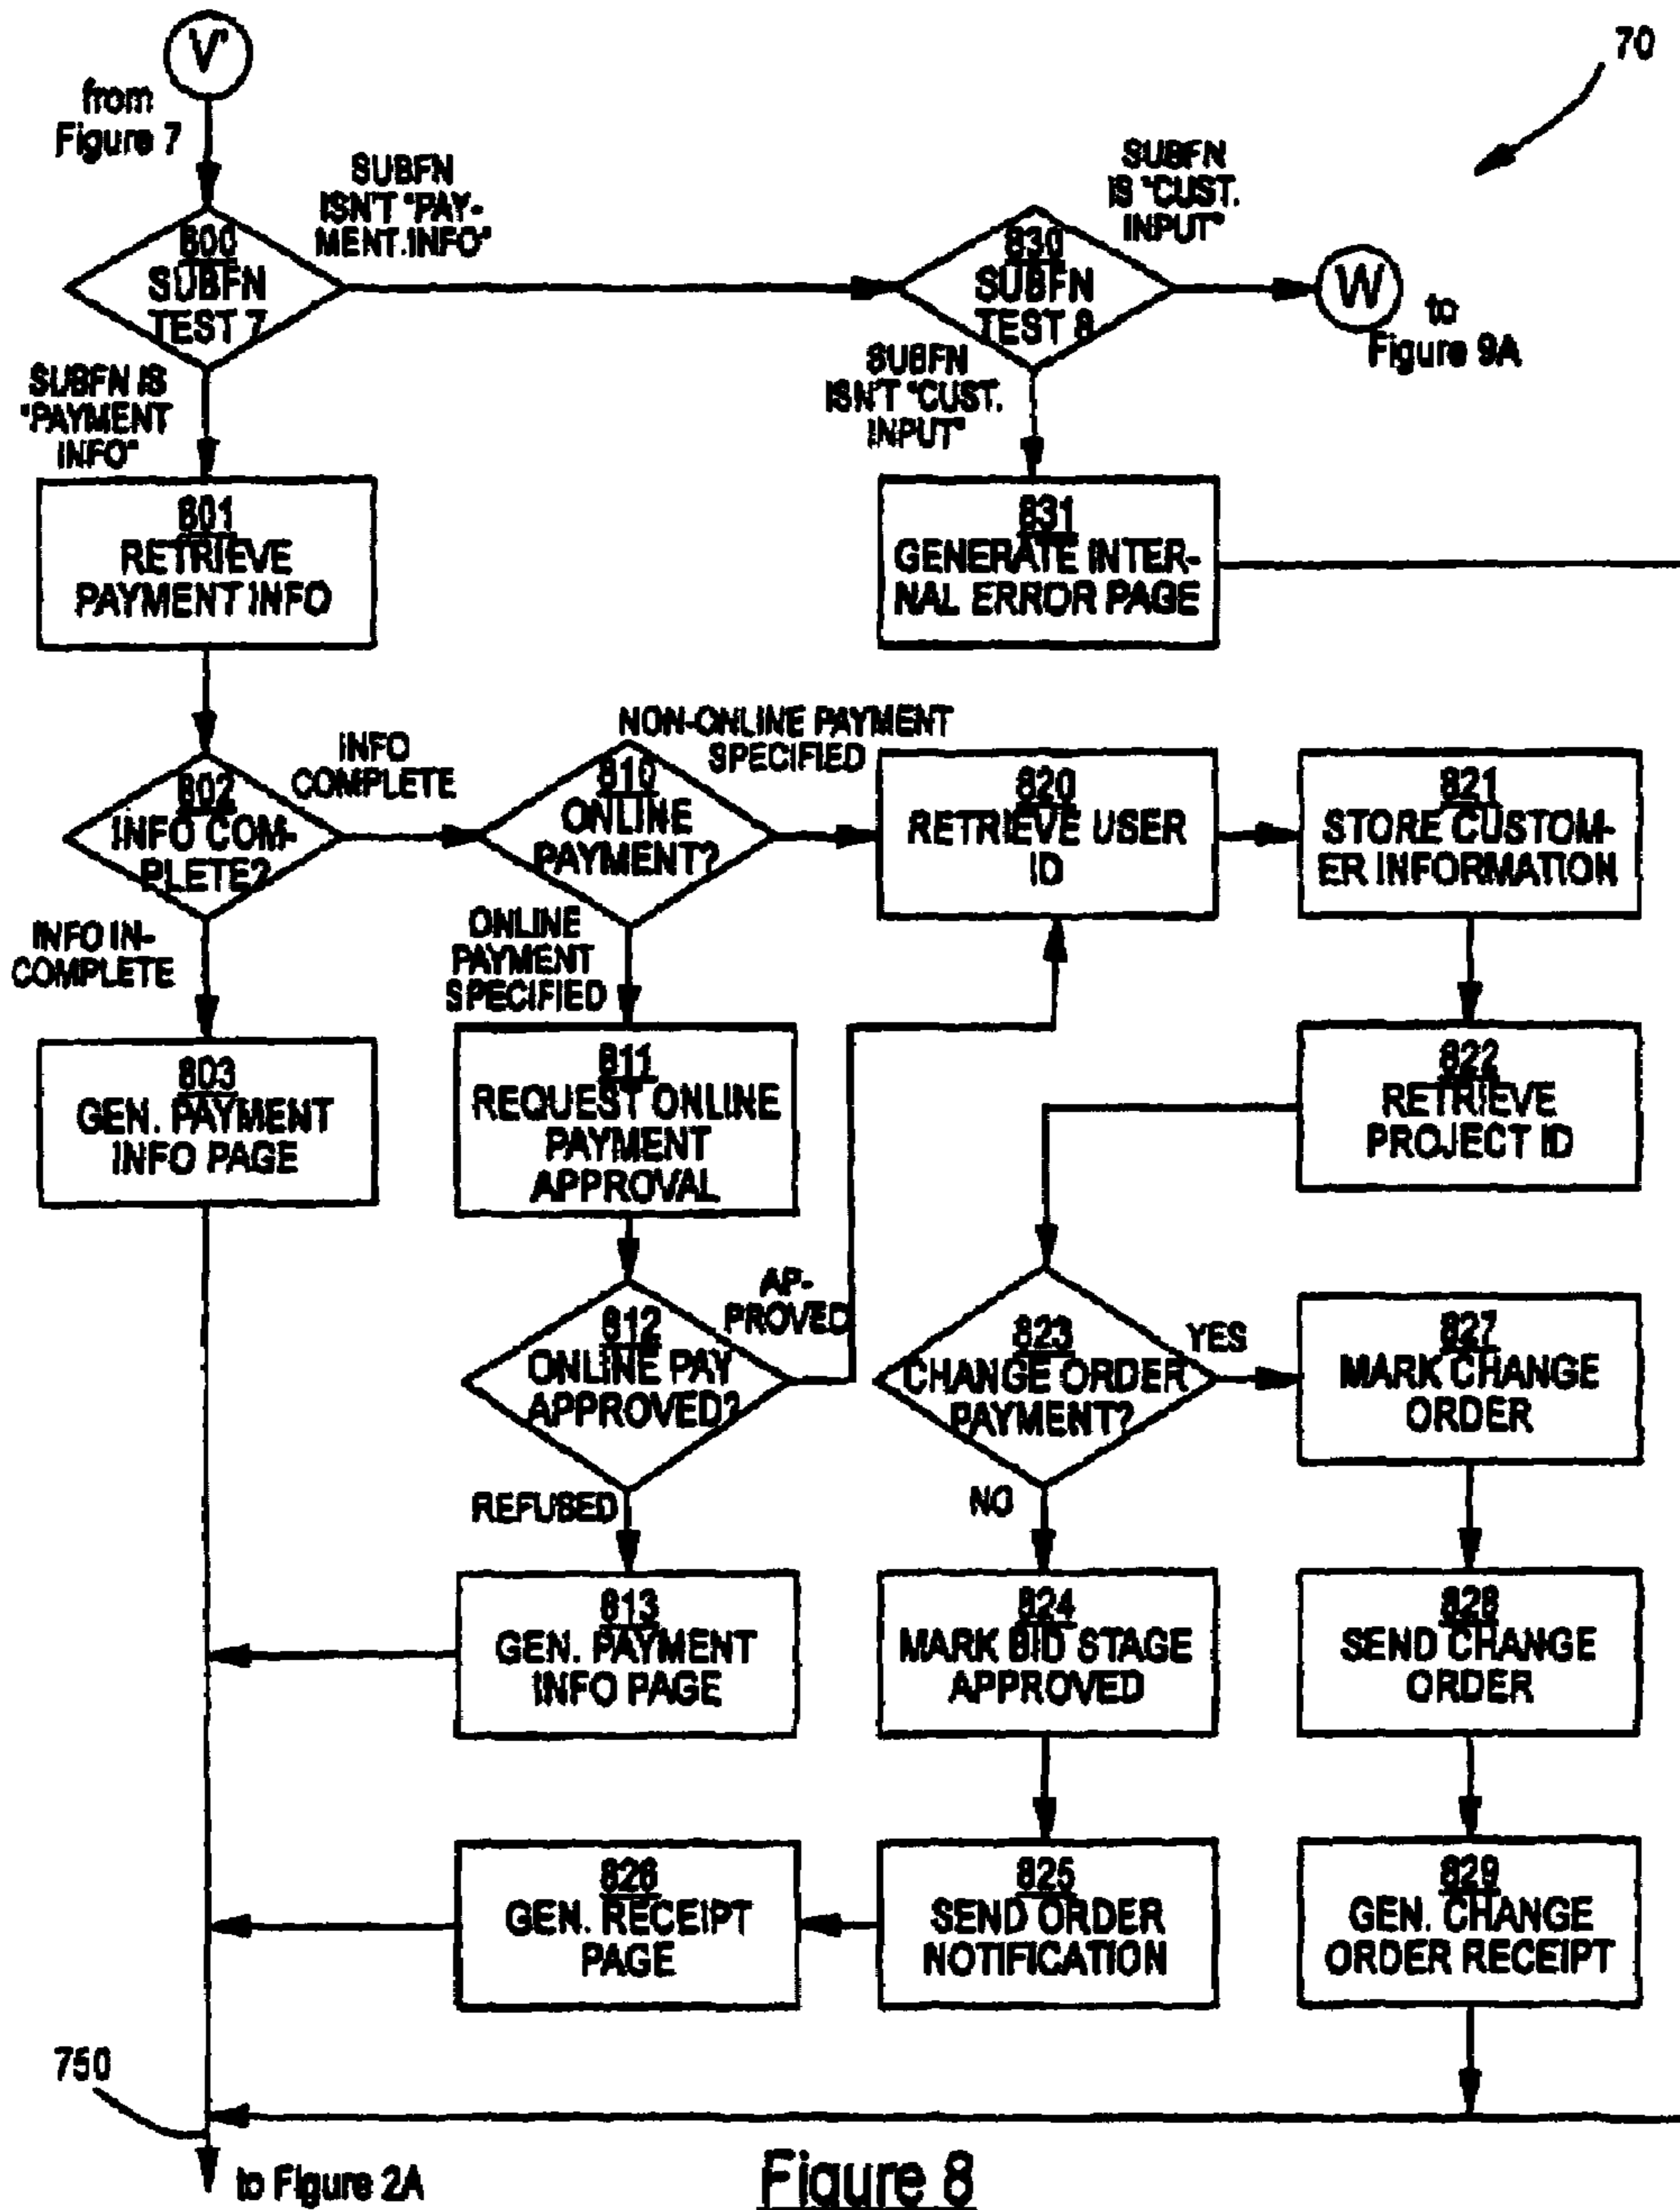 V
from
Figure 7
70
SUBFN
ISN'T "PAY-
MENT.INFO"
SUBFN
IS "CUST.
INPUT"
800
SUBFN
TEST 7
830
SUBFN
TEST 8
W
to
Figure 9A
SUBFN IS
"PAYMENT
INFO"
SUBFN
ISN'T "CUST.
INPUT"
801
RETRIEVE
PAYMENT INFO
831
GENERATE INTER-
NAL ERROR PAGE
802
INFO COM-
PLETE?
INFO
COMPLETE
810
ONLINE
PAYMENT?
NON-ONLINE PAYMENT
SPECIFIED
820
RETRIEVE USER
ID
821
STORE CUSTOM-
ER INFORMATION
INFO IN-
COMPLETE
ONLINE
PAYMENT
SPECIFIED
803
GEN. PAYMENT
INFO PAGE
811
REQUEST ONLINE
PAYMENT
APPROVAL
822
RETRIEVE
PROJECT ID
812
ONLINE PAY
APPROVED?
AP-
PROVED
823
CHANGE ORDER
PAYMENT?
YES
827
MARK CHANGE
ORDER
REFUSED
NO
813
GEN. PAYMENT
INFO PAGE
824
MARK BID STAGE
APPROVED
828
SEND CHANGE
ORDER
826
GEN. RECEIPT
PAGE
825
SEND ORDER
NOTIFICATION
829
GEN. CHANGE
ORDER RECEIPT
750
to Figure 2A
Figure 8